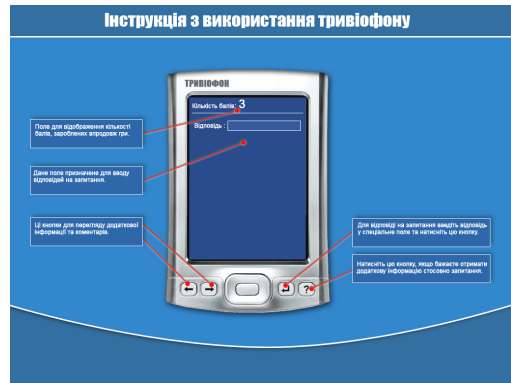 Інструкція з використання тривіофону
ТРИВІОФОН
Кількість балів: 3
Відповідь :
Поле для відображення кількості
балів, зароблених впродовж гри.
Дане поле призначене для вводу
відповідей на запитання.
Ці кнопки для перегляду додаткової
інформації та коментарів.
Для відповіді на запитання введіть відповідь
у спеціальне поле та натисніть цю кнопку.
Натисніть цю кнопку, якщо бажаєте отримати
додаткову інформацію стосовно запитання.
?